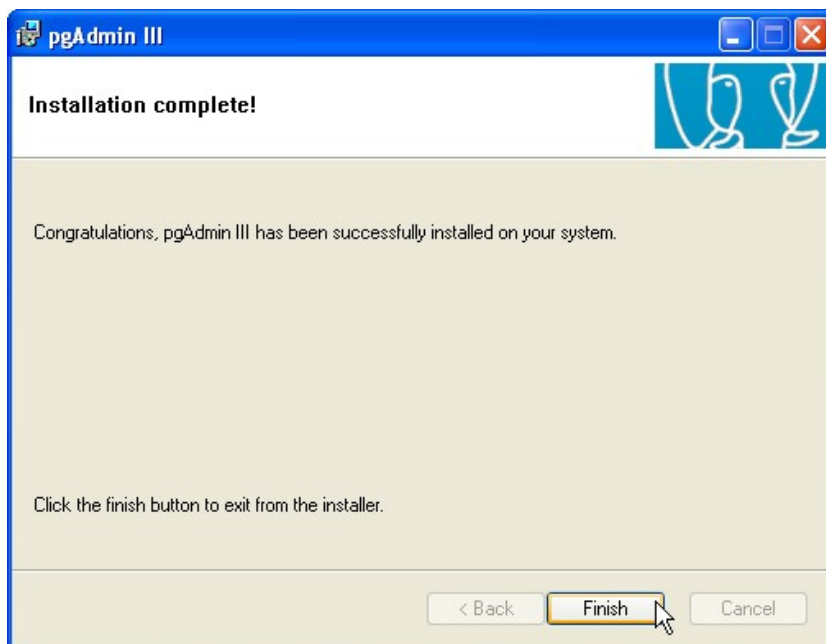 pgAdmin III
Installation complete!
Congratulations, pgAdmin III has been successfully installed on your system.
Click the finish button to exit from the installer.
< Back Finish Cancel